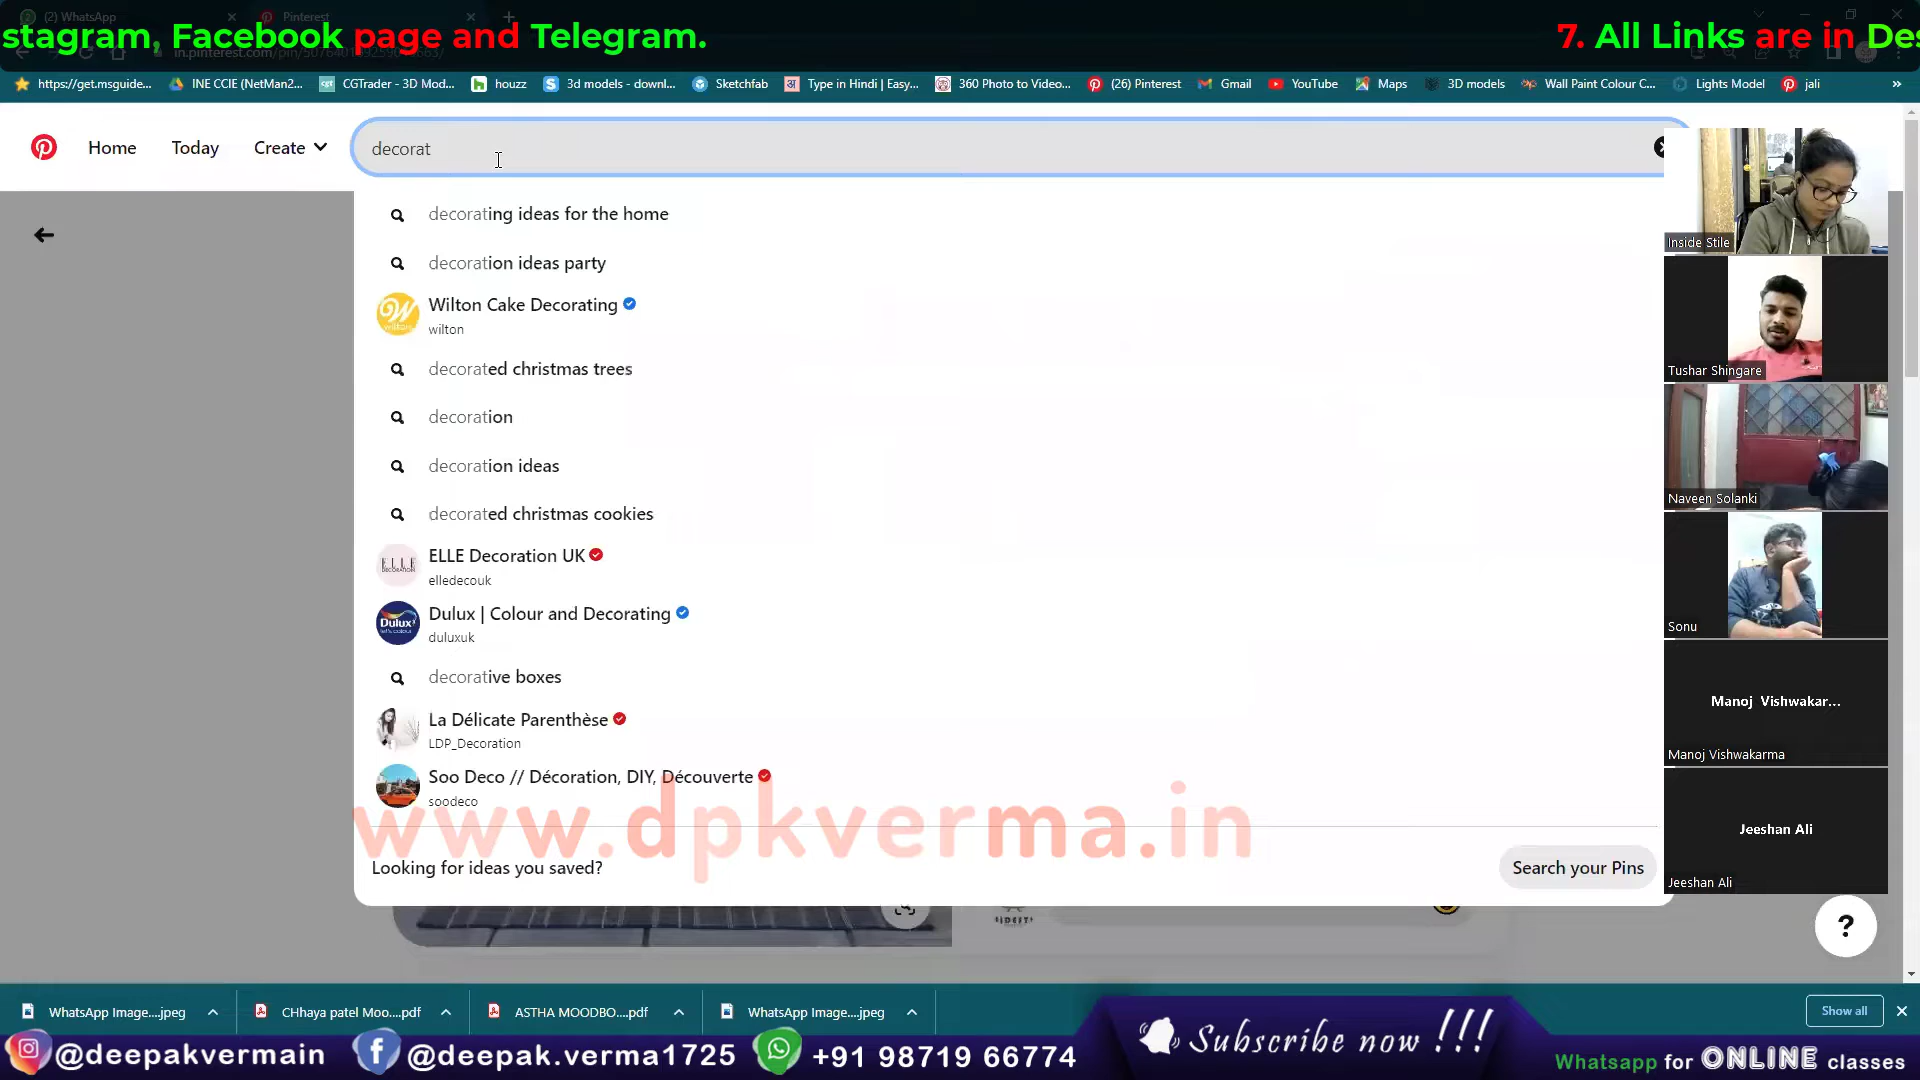 (2) WhatsApp
Pinterest
stagram, Facebook page and Telegram.
7. All Links are in Des
https://get.msguide...
INE CCIE (NetMan2...
CGTrader - 3D Mod...
houzz
3d models - downl...
Sketchfab
Type in Hindi | Easy...
360 Photo to Video...
(26) Pinterest
Gmail
YouTube
Maps
3D models
Wall Paint Colour C...
Lights Model
jali
»
Home
Today
Create
decorat
decorating ideas for the home
decoration ideas party
Wilton Cake Decorating
wilton
decorated christmas trees
decoration
decoration ideas
decorated christmas cookies
ELLE Decoration UK
elledecouk
Dulux | Colour and Decorating
duluxuk
decorative boxes
La Délicate Parenthèse
LDP_Decoration
Soo Deco // Décoration, DIY, Découverte
soodeco
www.dpkverma.in
Looking for ideas you saved?
Search your Pins
Inside Stile
Tushar Shingare
Naveen Solanki
Sonu
Manoj Vishwakar...
Manoj Vishwakarma
Jeeshan Ali
Jeeshan Ali
?
WhatsApp Image....jpeg
CHhaya patel Moo....pdf
ASTHA MOODBO....pdf
WhatsApp Image....jpeg
Show all
@deepakvermain
@deepak.verma1725
+91 98719 66774
Subscribe now !!!
Whatsapp for ONLINE classes